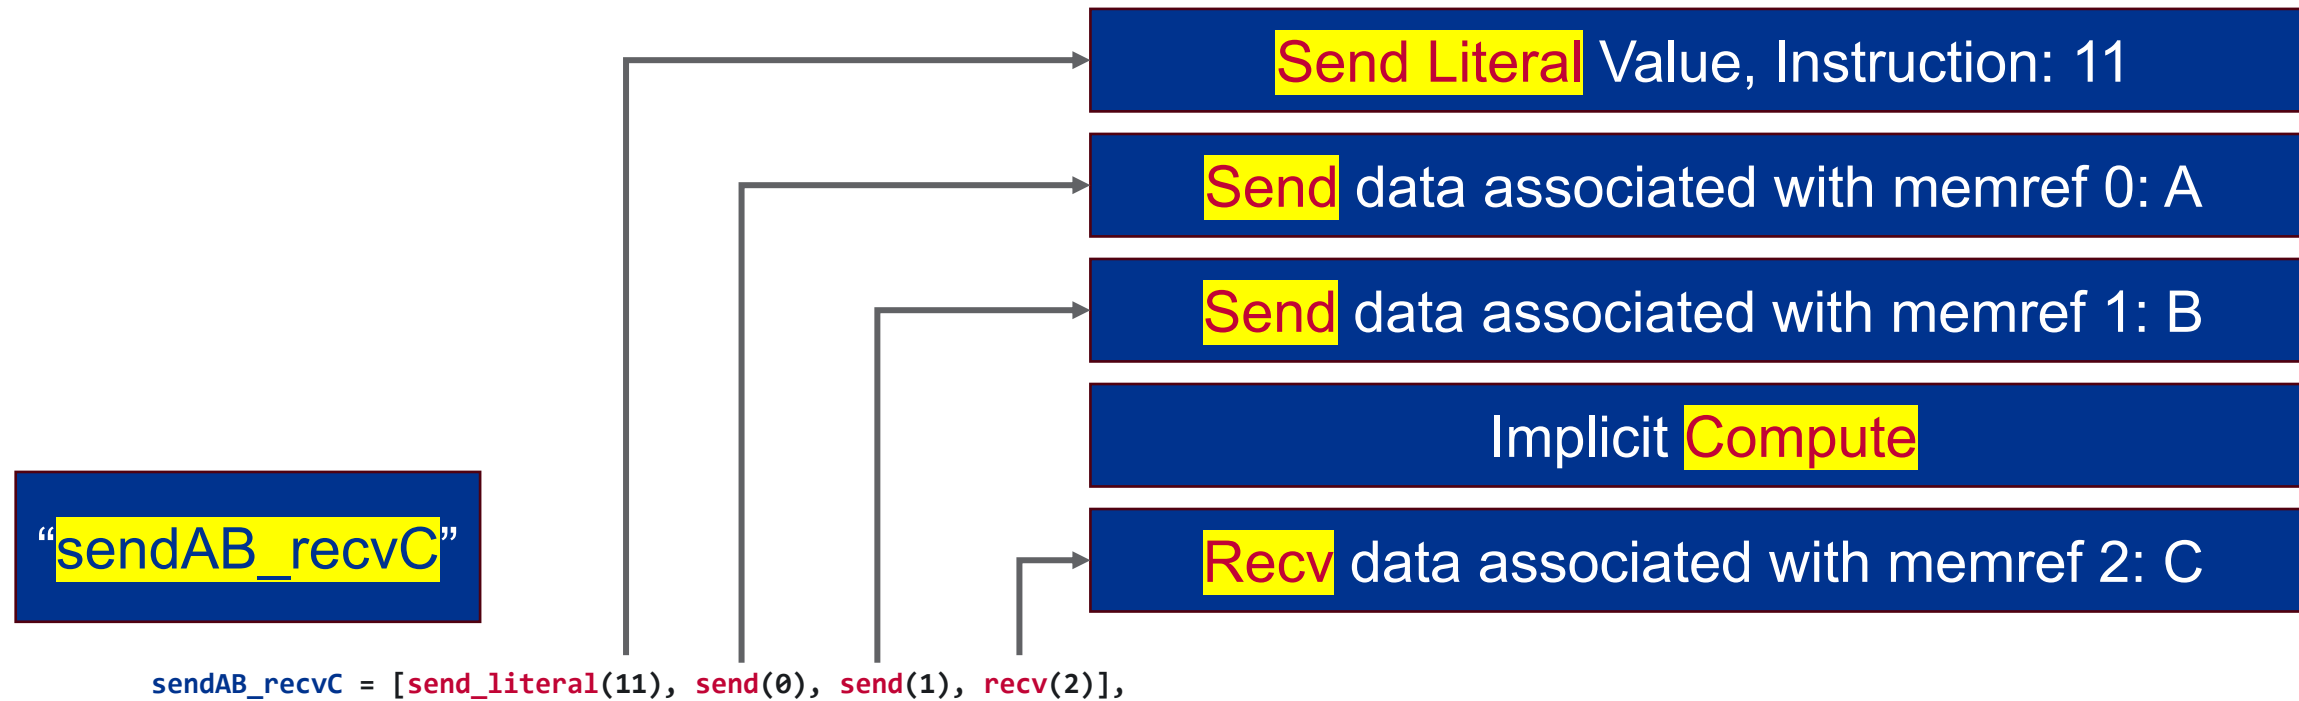 Send Literal Value, Instruction: 11
Send data associated with memref 0: A
Send data associated with memref 1: B
Implicit Compute
“sendAB_recvC”
Recv data associated with memref 2: C
sendAB_recvC = [send_literal(11), send(0), send(1), recv(2)],